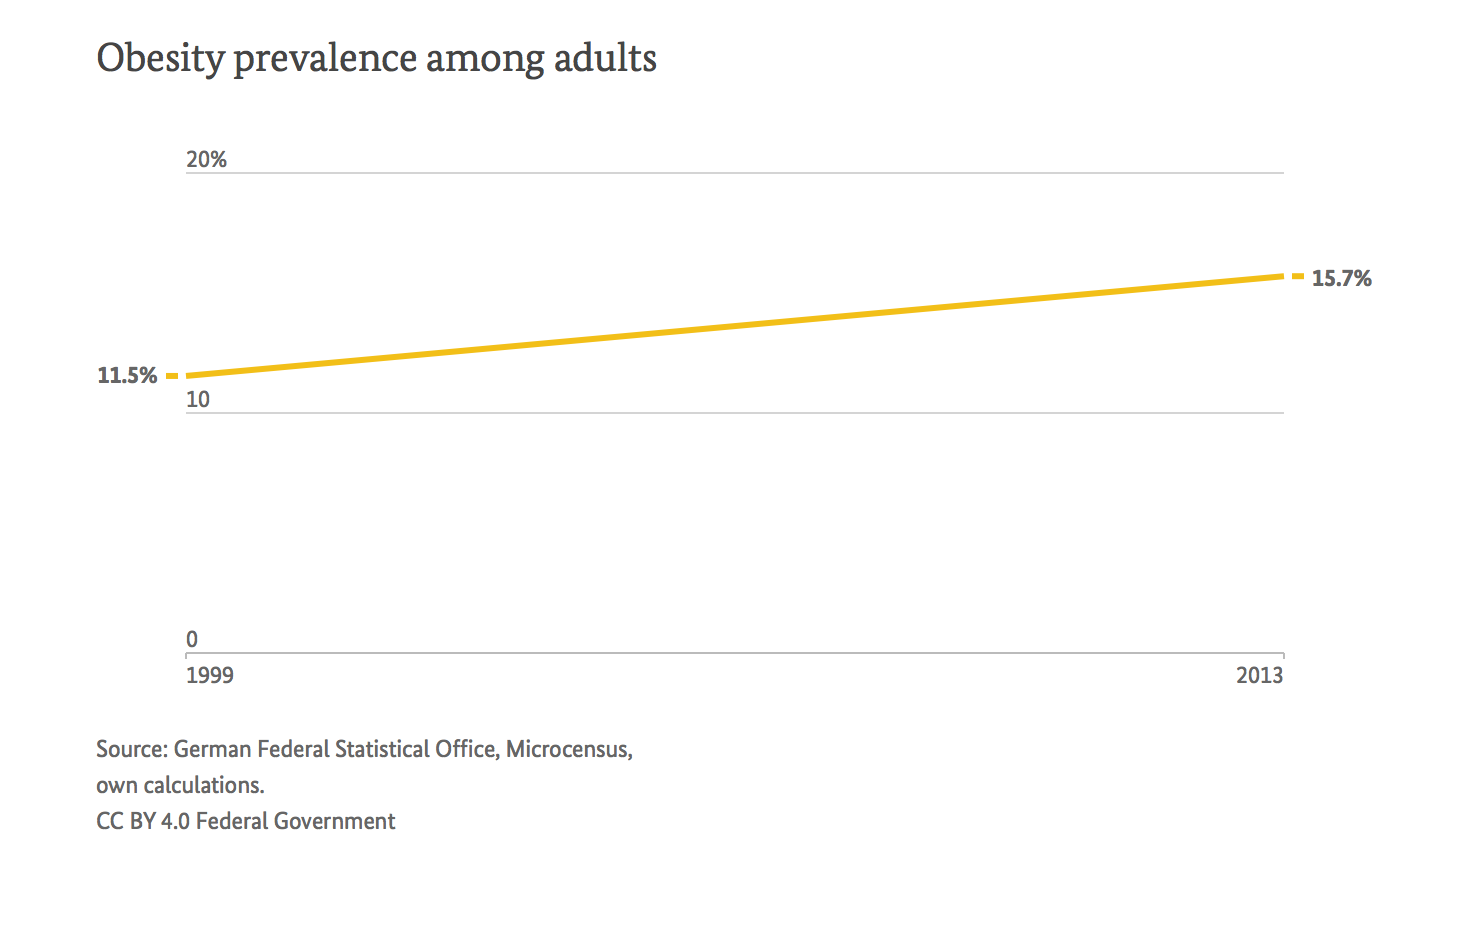 Obesity prevalence among adults
20%
15.7%
11.5%
10
0
1999 2013
Source: German Federal Statistical Office, Microcensus,
own calculations.
CC BY 4.0 Federal Government